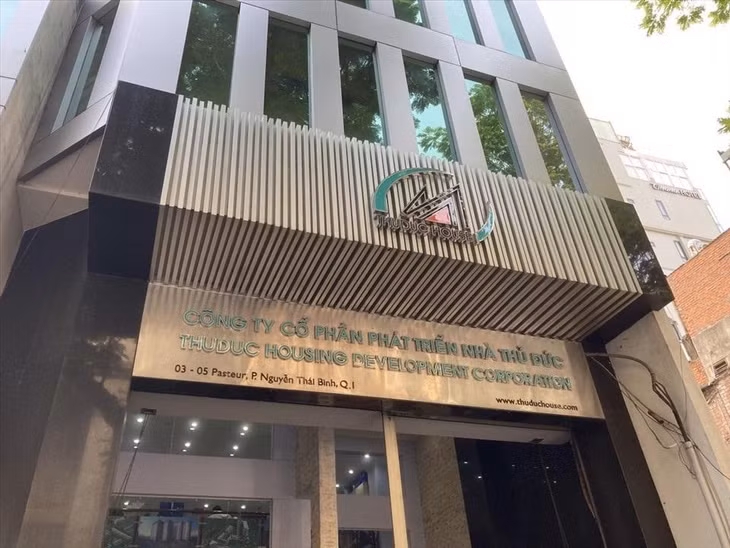 THUDUC HOUSE
CÔNG TY CỔ PHẦN PHÁT TRIỂN NHÀ THỦ ĐỨC
THUDUC HOUSING DEVELOPMENT CORPORATION
03 - 05 Pasteur, P. Nguyễn Thái Bình, Q.1
www.thuduchouse.com